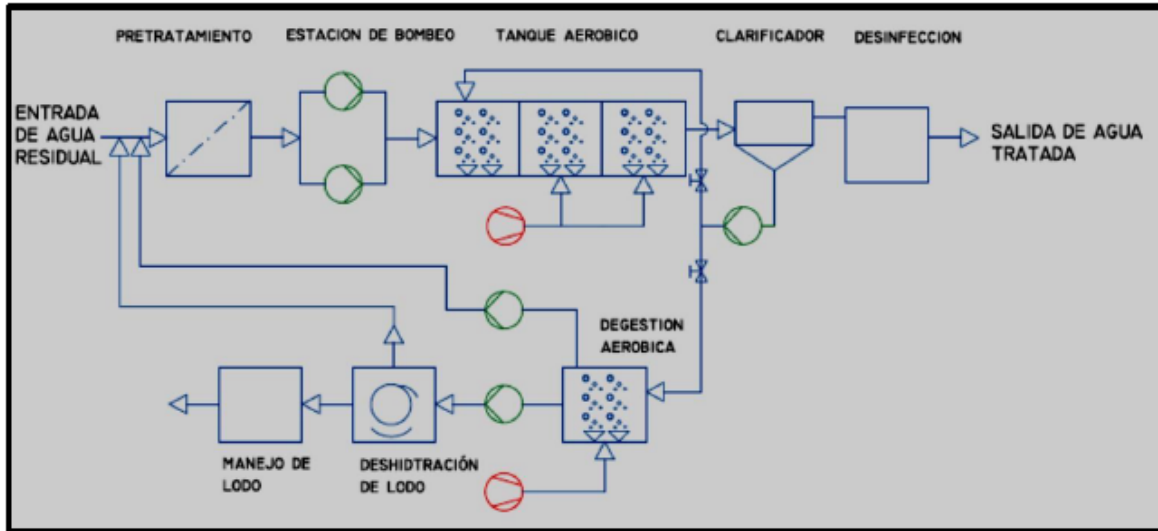 PRETRATAMIENTO
ESTACION DE BOMBEO
TANQUE AEROBICO
CLARIFICADOR
DESINFECCION
ENTRADA
DE AGUA
RESIDUAL
SALIDA DE AGUA
TRATADA
DEGESTION
AEROBICA
MANEJO DE
LODO
DESHIDTRACIÓN
DE LODO